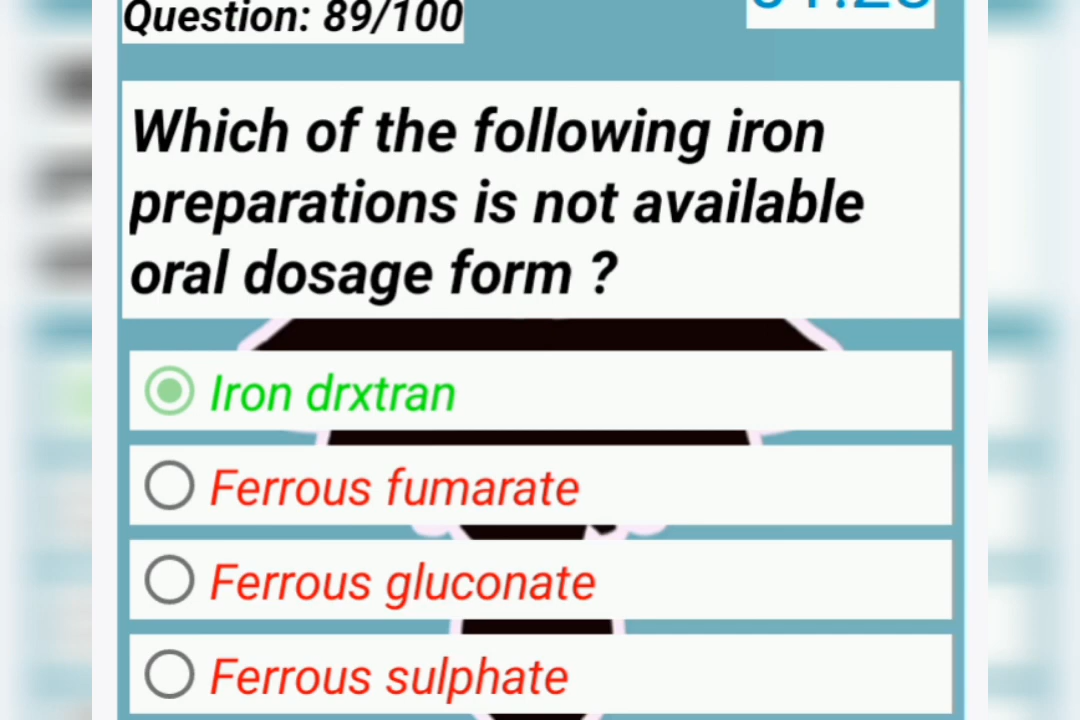 Question: 89/100
Which of the following iron
preparations is not available
oral dosage form ?
Iron drxtran
Ferrous fumarate
Ferrous gluconate
Ferrous sulphate